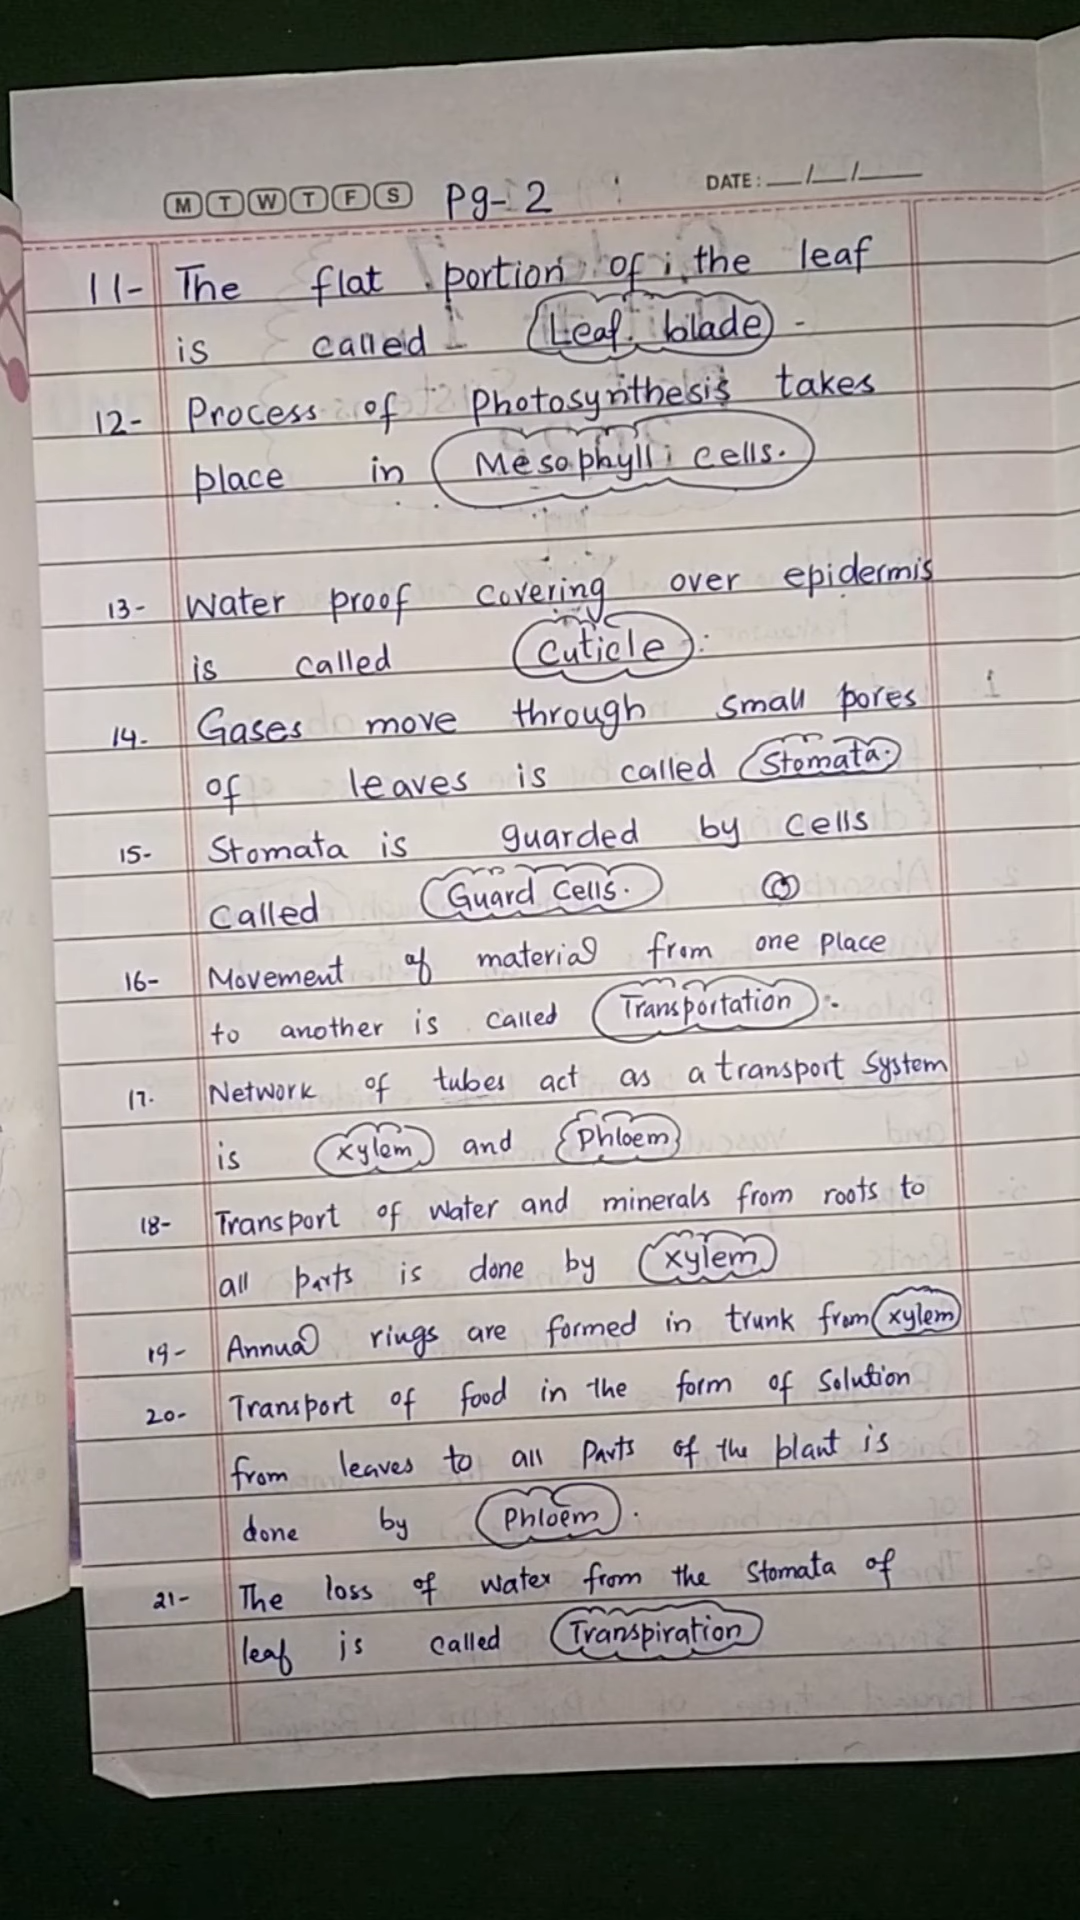 M T W T F S Pg-2 DATE: __/__/__
11- The flat portion of the leaf
is called Leaf blade -
12- Process of Photosynthesis takes
place in Mesophyll cells.
13- Water proof covering over epidermis
is called Cuticle :
14- Gases move through small pores
of leaves is called Stomata.
15- Stomata is guarded by cells
Called Guard Cells.
16- Movement of material from one place
to another is called Transportation :-
17. Network of tubes act as a transport System
is xylem and Phloem
18- Transport of water and minerals from roots to
all parts is done by xylem
19- Annual rings are formed in trunk from xylem
20- Transport of food in the form of Solution
from leaves to all Parts of the plant is
done by Phloem .
21- The loss of water from the Stomata of
leaf is called Transpiration